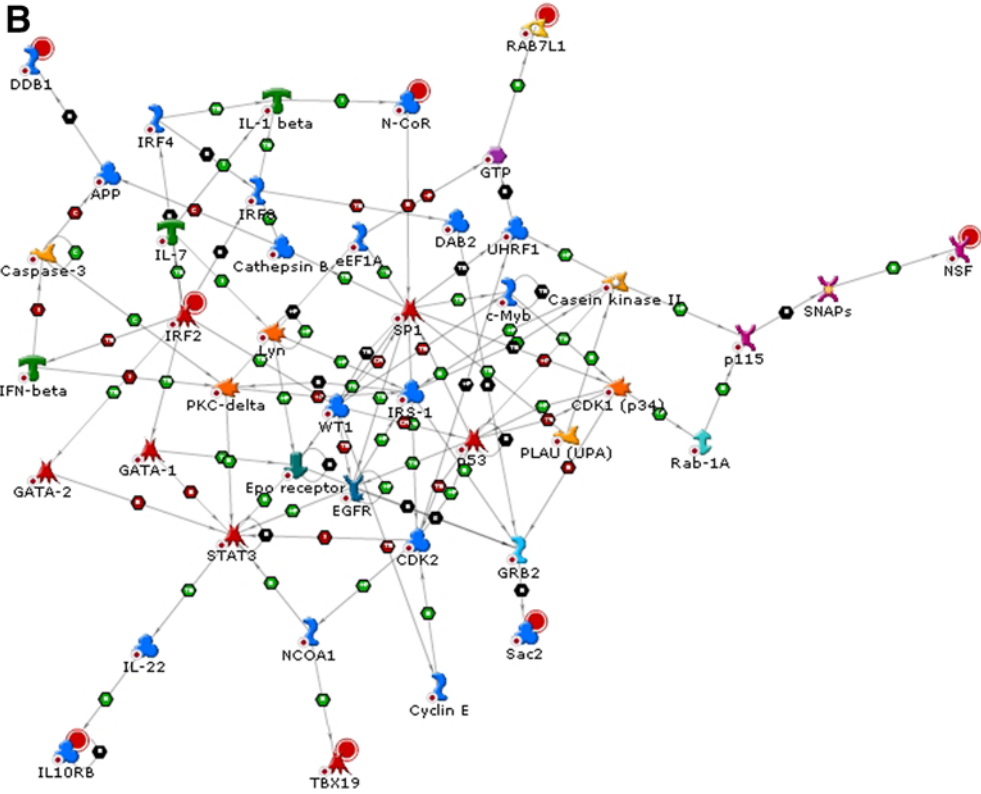 B
RAB7L1
DDB1
IL-1 beta
N-CoR
IRF4
GTP
APP
IRF3
DAB2
UHRF1
IL-7
Cathepsin B
eEF1A
NSF
Caspase-3
Casein kinase II
SNAPs
c-Myb
SP1
IRF2
Lyn
p115
IFN-beta
PKC-delta
IRS-1
CDK1 (p34)
WT1
p53
PLAU (UPA)
Rab-1A
GATA-1
GATA-2
Epo receptor
EGFR
STAT3
CDK2
GRB2
Sac2
NCOA1
IL-22
Cyclin E
IL10RB
TBX19